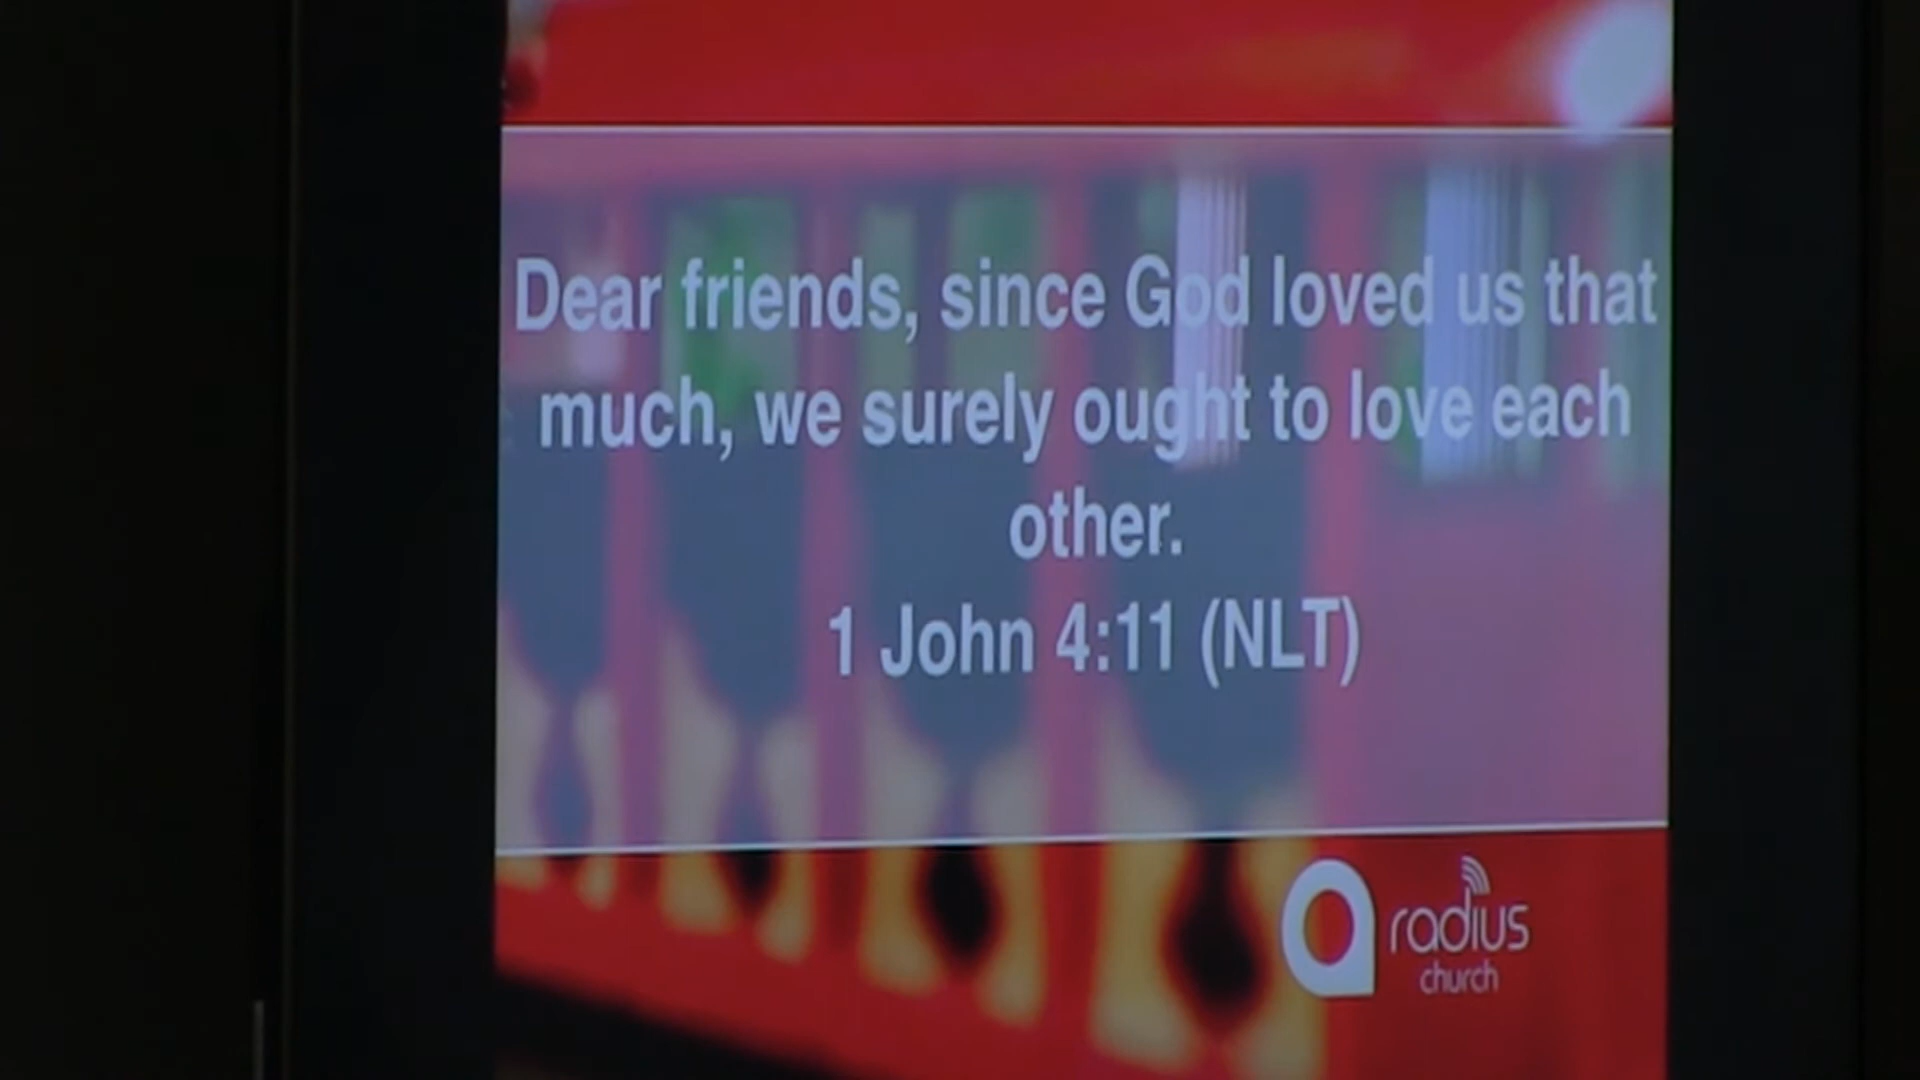 Dear friends, since God loved us that
much, we surely ought to love each
other.
1 John 4:11 (NLT)
radius
church